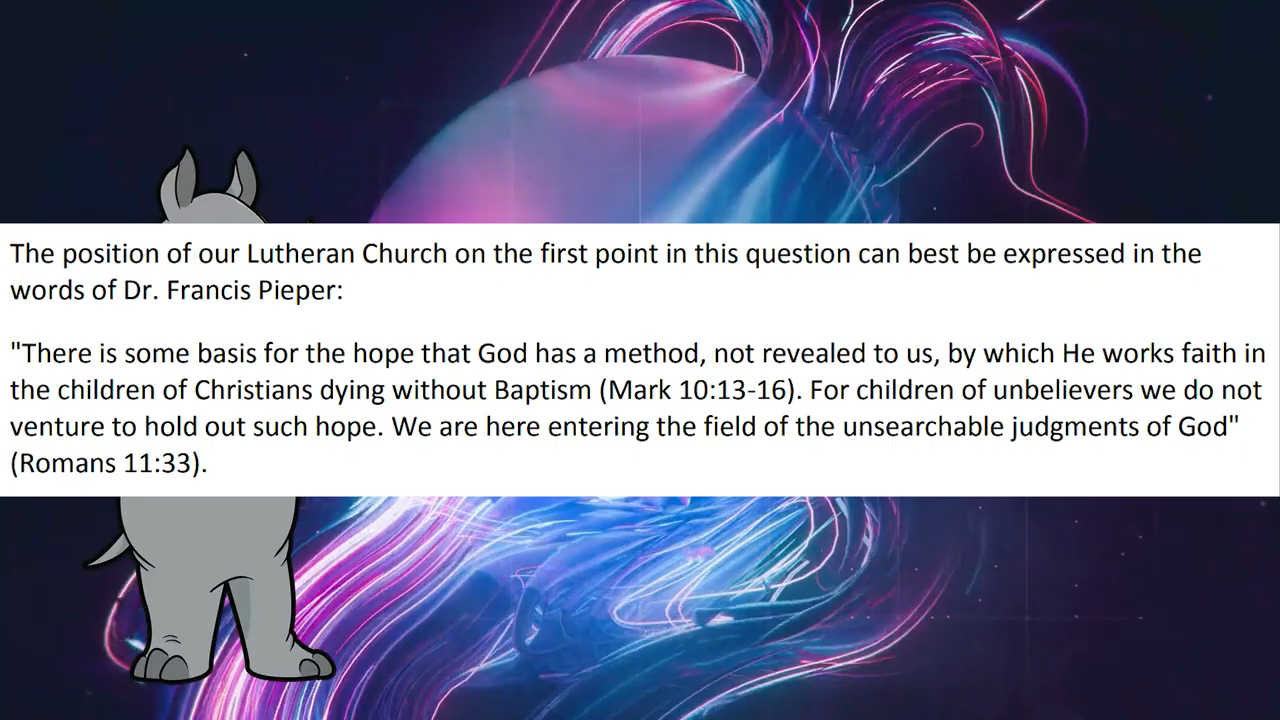 The position of our Lutheran Church on the first point in this question can best be expressed in the
words of Dr. Francis Pieper:
"There is some basis for the hope that God has a method, not revealed to us, by which He works faith in
the children of Christians dying without Baptism (Mark 10:13-16). For children of unbelievers we do not
venture to hold out such hope. We are here entering the field of the unsearchable judgments of God"
(Romans 11:33).